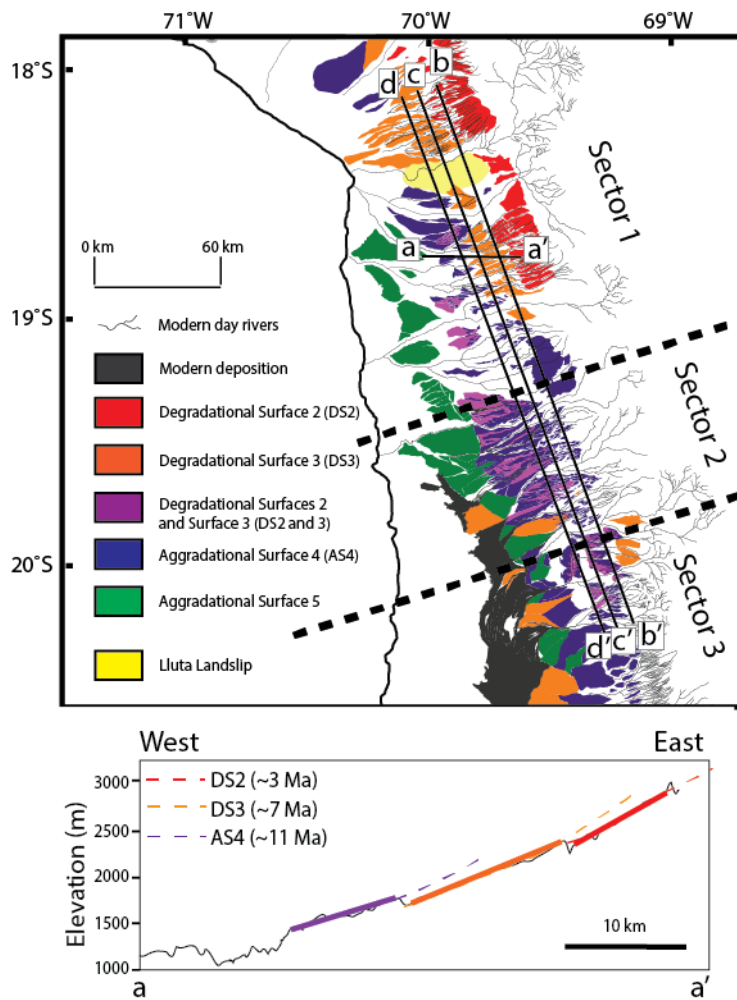 71°W 70°W 69°W
18°S
19°S
20°S
d c b
a a'
d' c' b'
Sector 1
Sector 2
Sector 3
0 km 60 km
Modern day rivers
Modern deposition
Degradational Surface 2 (DS2)
Degradational Surface 3 (DS3)
Degradational Surfaces 2
and Surface 3 (DS2 and 3)
Aggradational Surface 4 (AS4)
Aggradational Surface 5
Lluta Landslip
West East
DS2 (~3 Ma)
DS3 (~7 Ma)
AS4 (~11 Ma)
Elevation (m)
3000
2500
2000
1500
1000
10 km
a a'